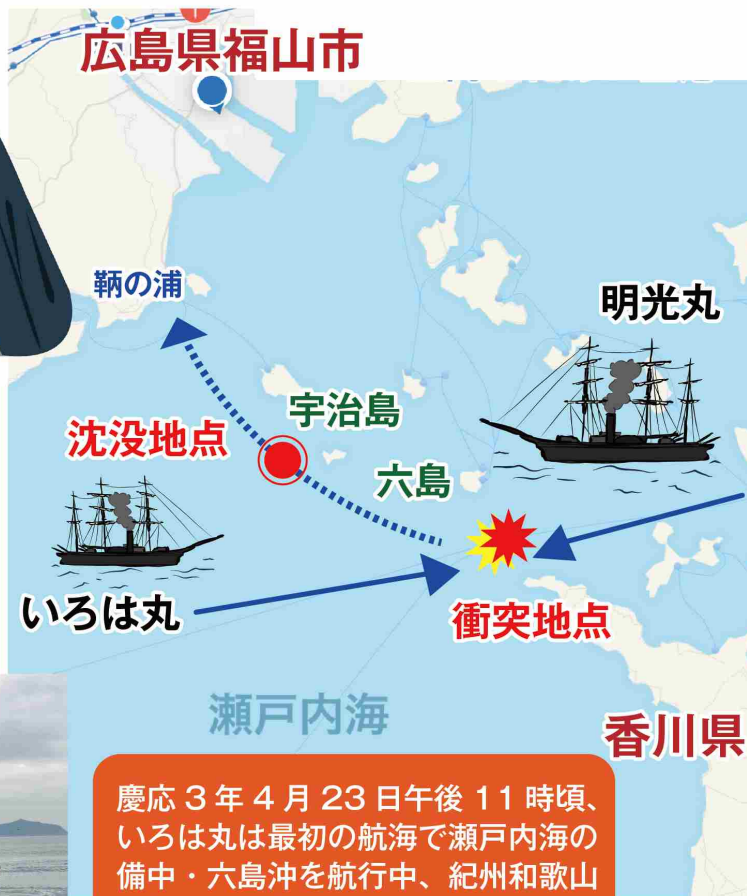 広島県福山市
鞆の浦
明光丸
宇治島
沈没地点
六島
いろは丸
衝突地点
瀬戸内海
香川県
慶応 3 年 4 月 23 日午後 11 時頃、
いろは丸は最初の航海で瀬戸内海の
備中・六島沖を航行中、紀州和歌山